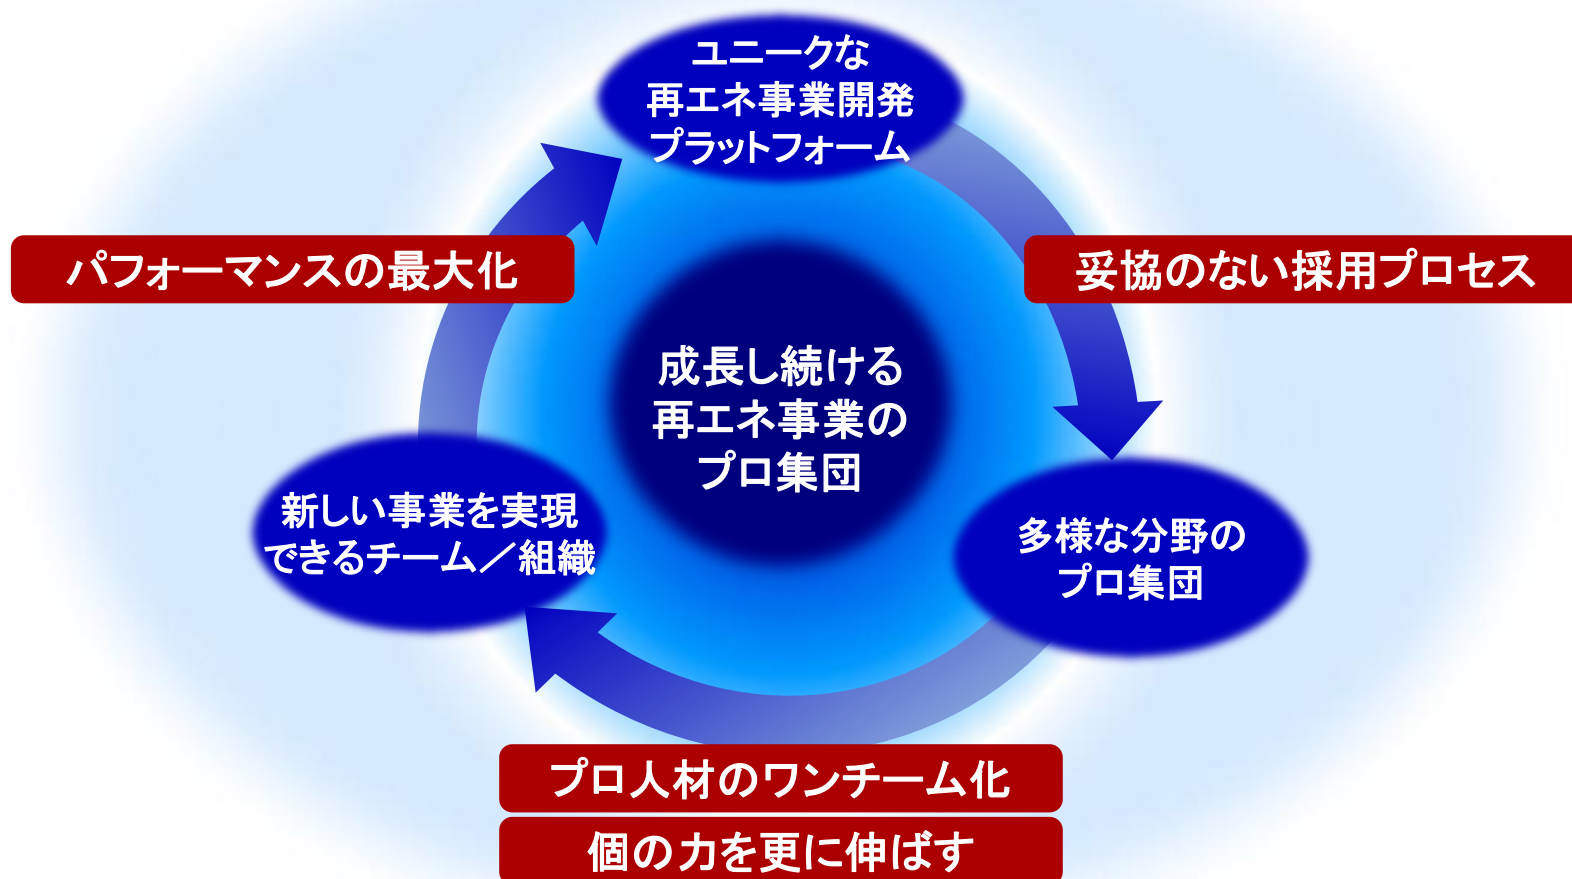 ユニークな
再エネ事業開発
プラットフォーム
パフォーマンスの最大化
妥協のない採用プロセス
成長し続ける
再エネ事業の
プロ集団
新しい事業を実現
できるチーム／組織
多様な分野の
プロ集団
プロ人材のワンチーム化
個の力を更に伸ばす